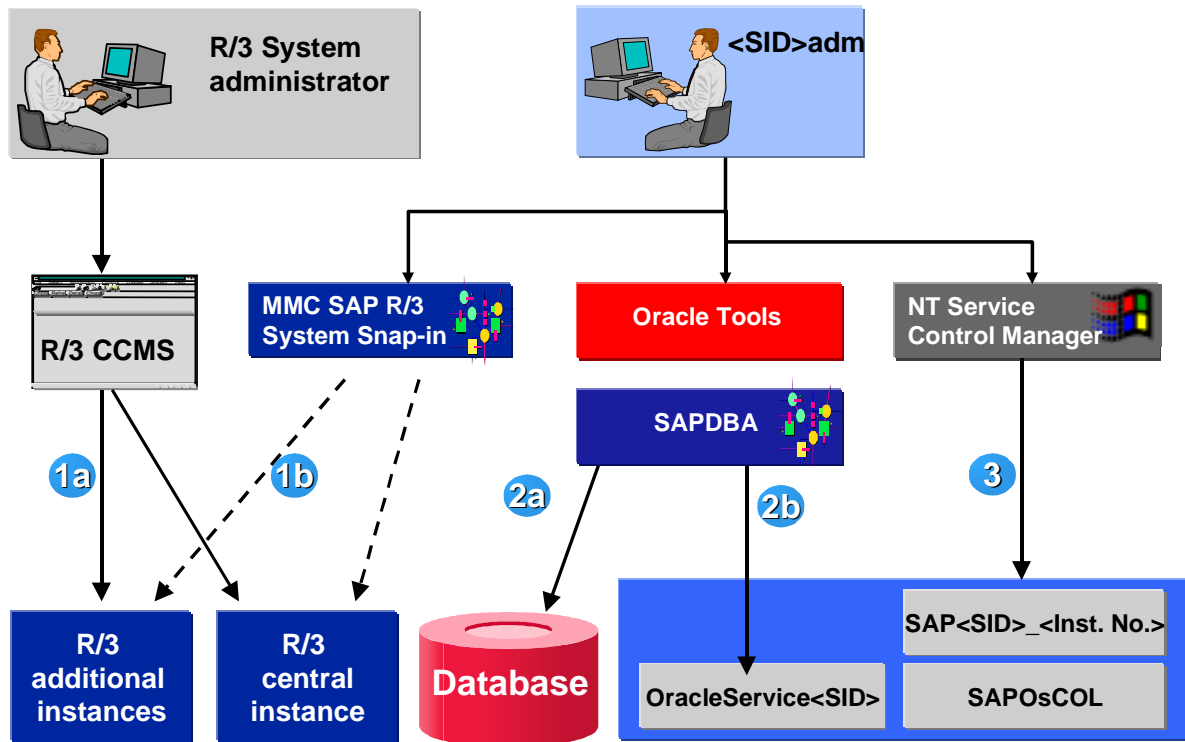 R/3 System
administrator
<SID>adm
MMC SAP R/3
System Snap-in
Oracle Tools
NT Service
Control Manager
R/3 CCMS
SAPDBA
1a
1b
2a
2b
3
R/3
additional
instances
R/3
central
instance
Database
SAP<SID>_<Inst. No.>
OracleService<SID>
SAPOsCOL